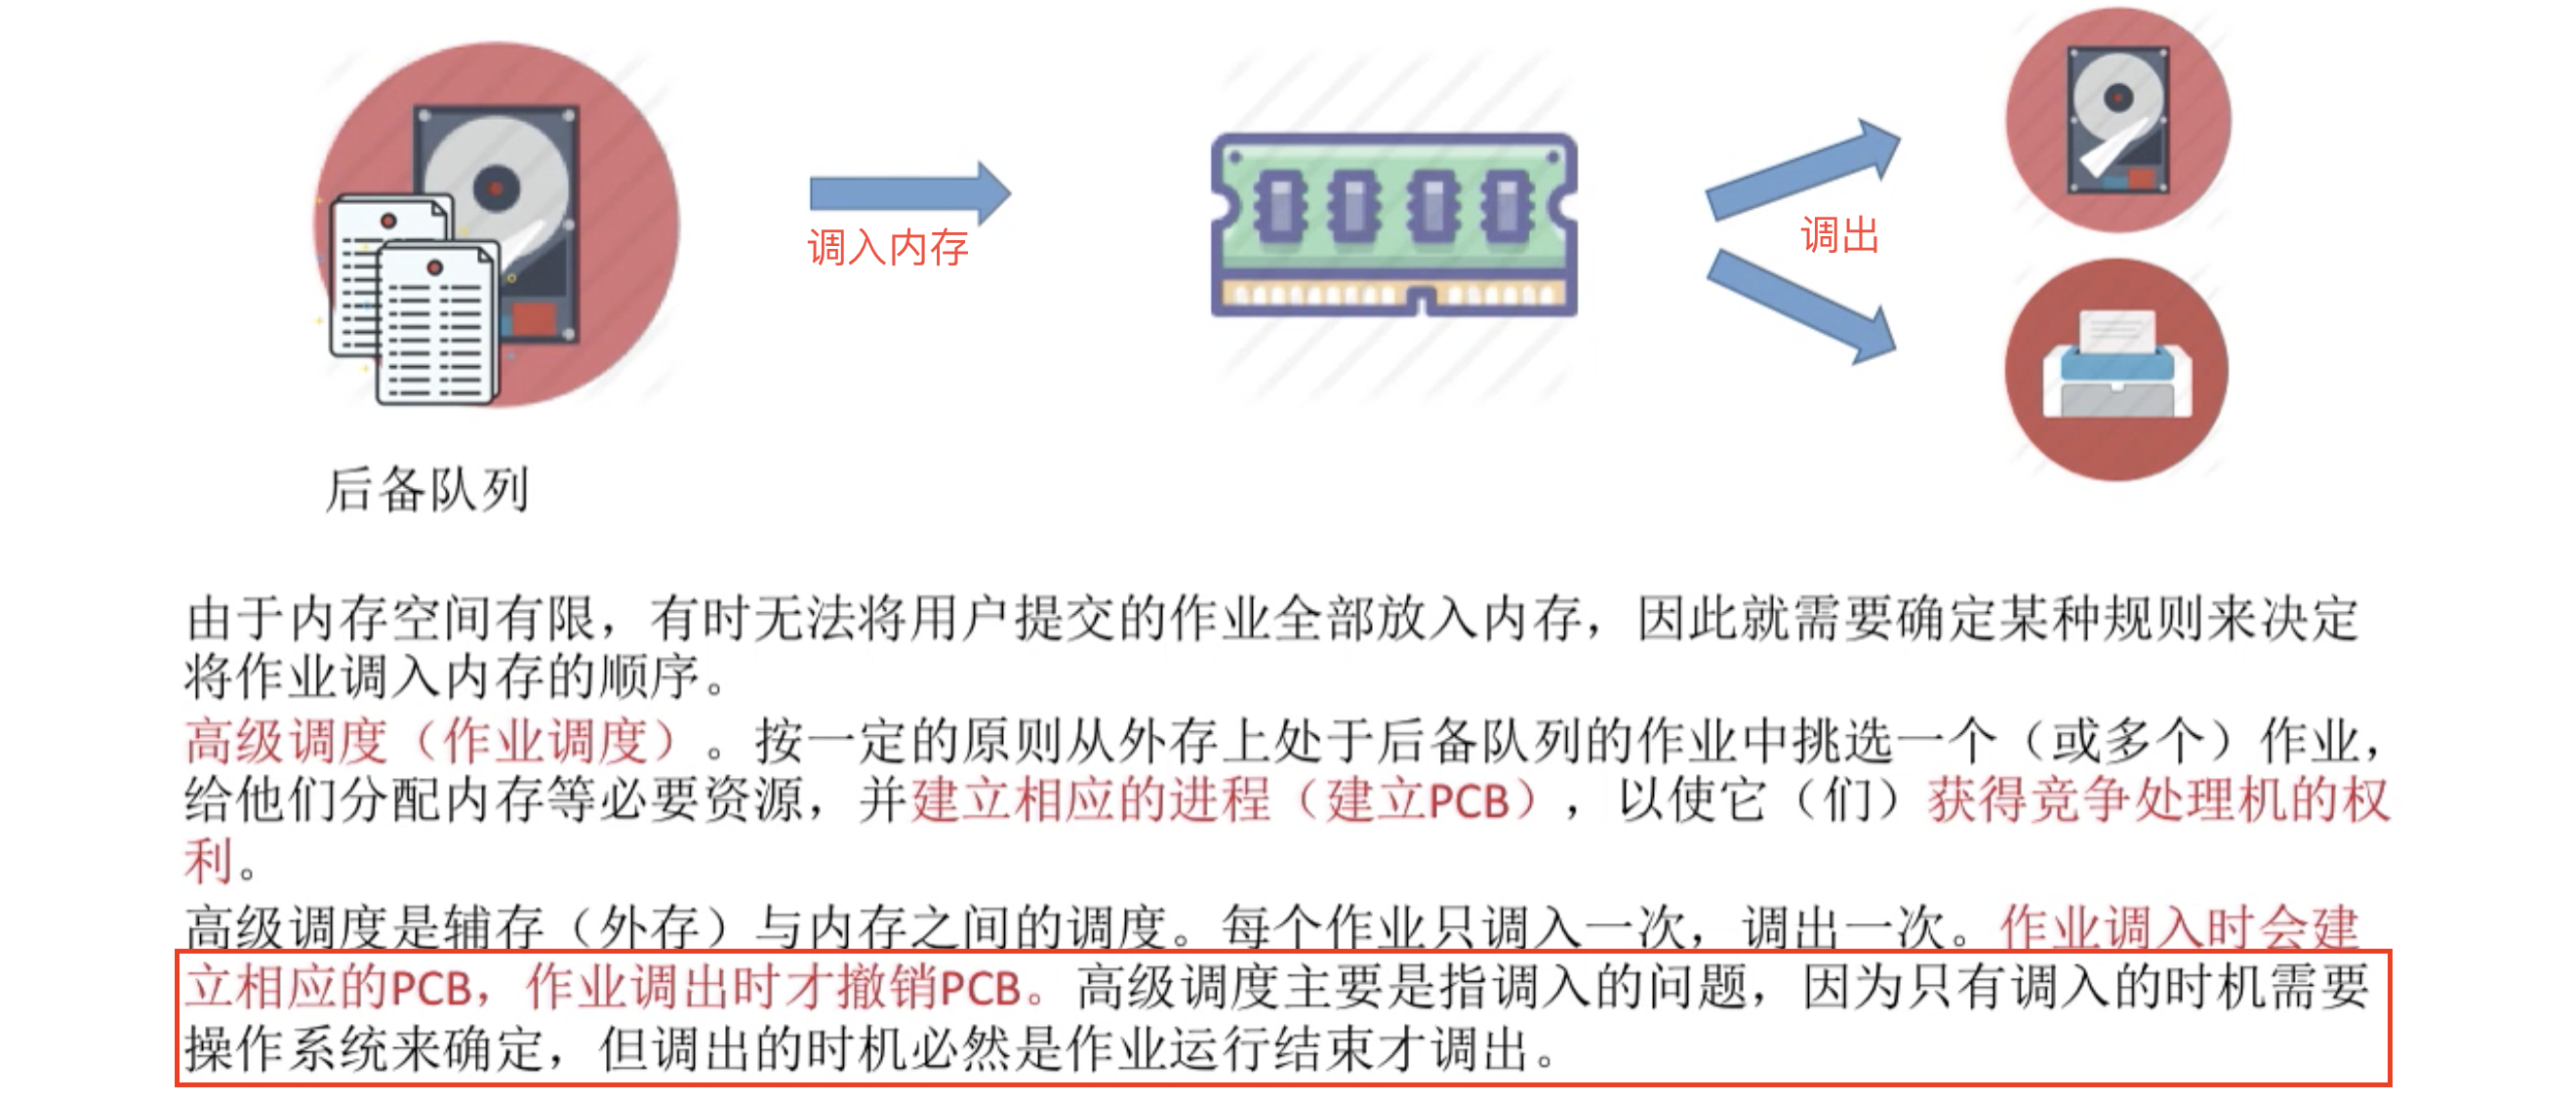 调入内存
调出
后备队列
由于内存空间有限，有时无法将用户提交的作业全部放入内存，因此就需要确定某种规则来决定
将作业调入内存的顺序。
高级调度（作业调度）。按一定的原则从外存上处于后备队列的作业中挑选一个（或多个）作业，
给他们分配内存等必要资源，并建立相应的进程（建立PCB），以使它（们）获得竞争处理机的权
利。
高级调度是辅存（外存）与内存之间的调度。每个作业只调入一次，调出一次。作业调入时会建
立相应的PCB，作业调出时才撤销PCB。高级调度主要是指调入的问题，因为只有调入的时机需要
操作系统来确定，但调出的时机必然是作业运行结束才调出。